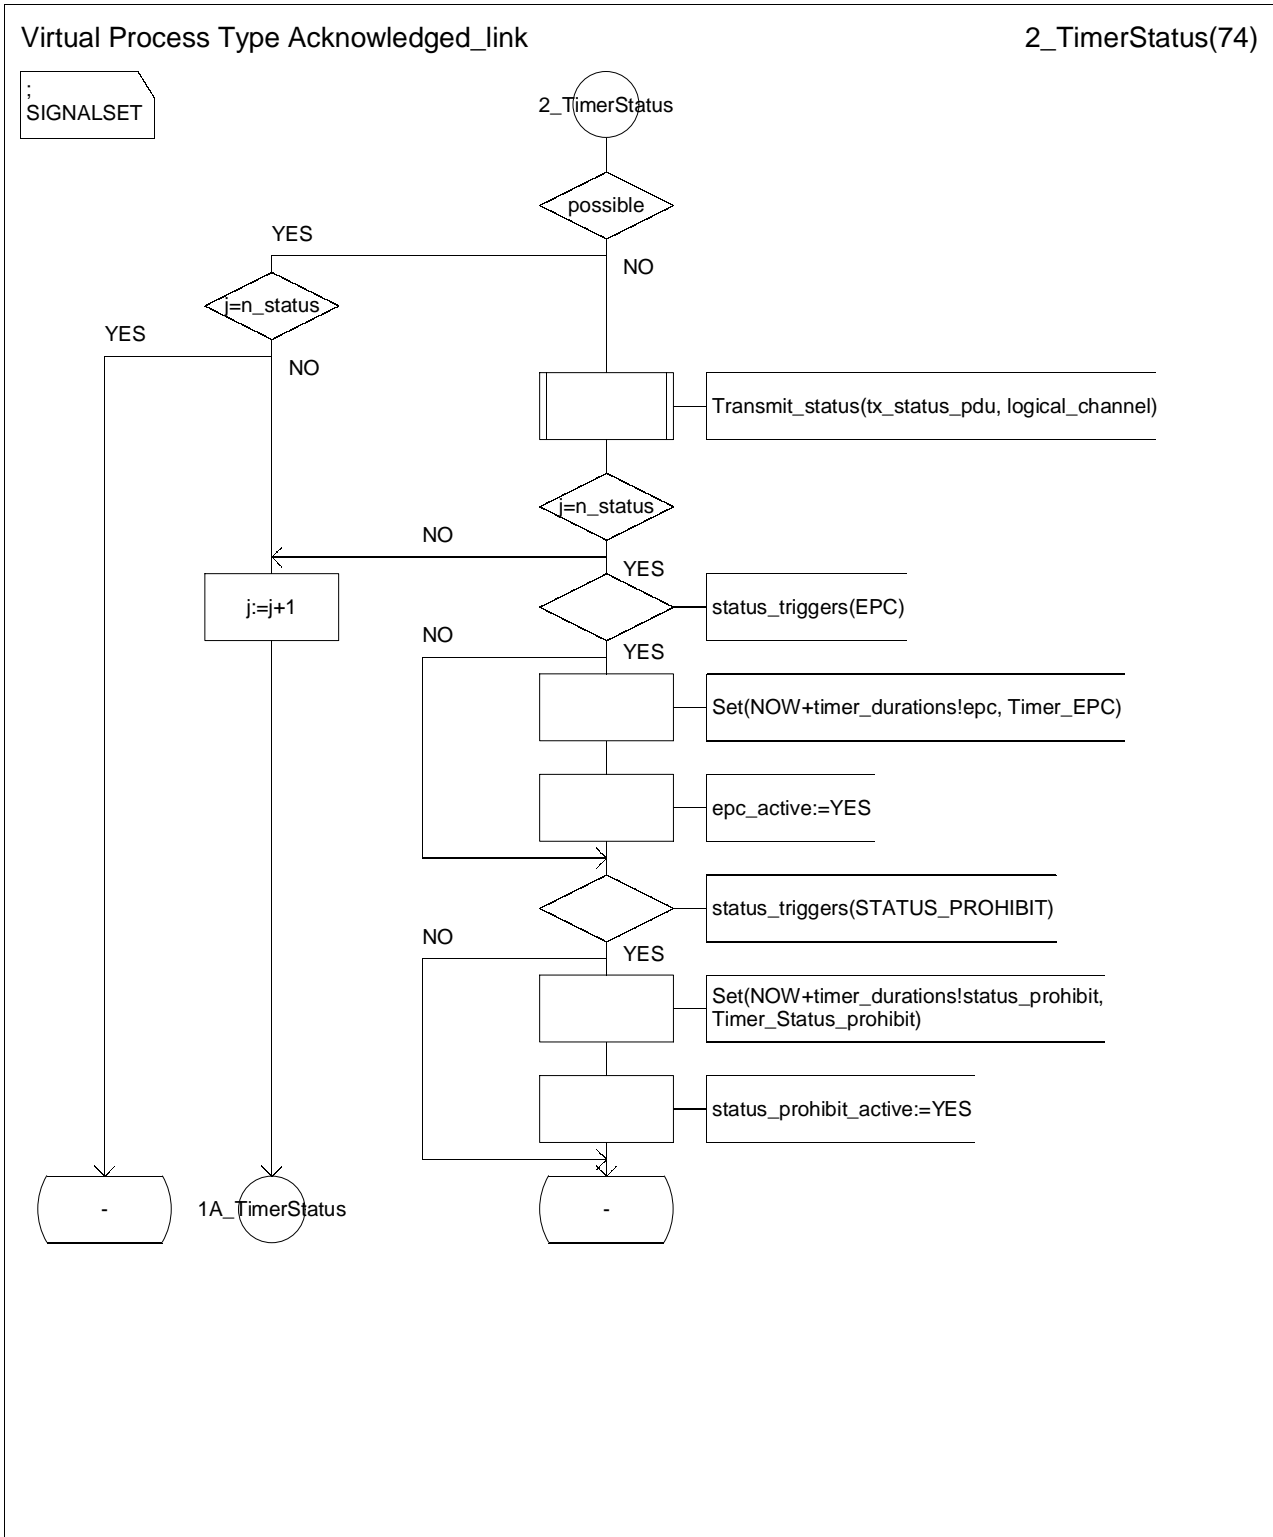 Virtual Process Type Acknowledged_link
2_TimerStatus(74)
;
SIGNALSET
2_TimerStatus
possible
YES
NO
j=n_status
YES
NO
Transmit_status(tx_status_pdu, logical_channel)
j=n_status
NO
YES
j:=j+1
status_triggers(EPC)
NO
YES
Set(NOW+timer_durations!epc, Timer_EPC)
epc_active:=YES
status_triggers(STATUS_PROHIBIT)
NO
YES
Set(NOW+timer_durations!status_prohibit,
Timer_Status_prohibit)
status_prohibit_active:=YES
-
1A_TimerStatus
-